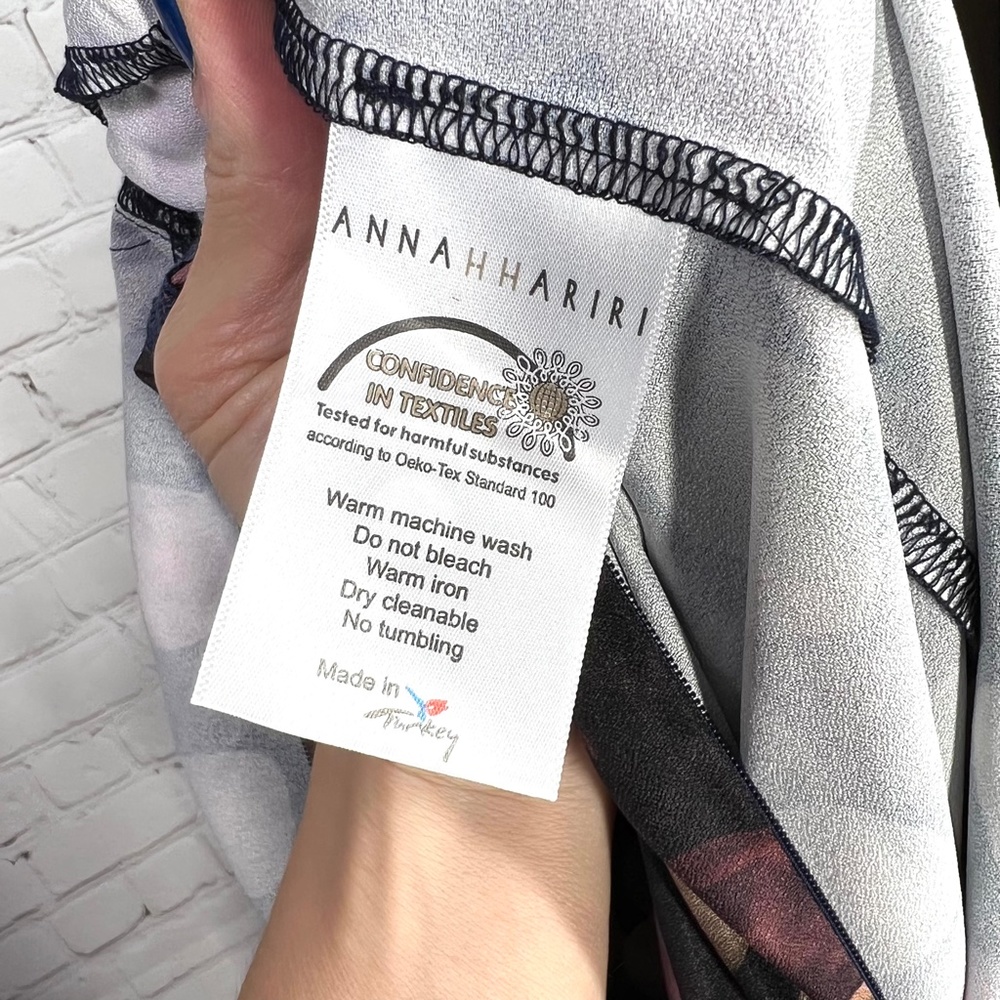 ANNAHHARIRI
CONFIDENCE
IN TEXTILES
Tested for harmful substances
according to Oeko-Tex Standard 100
Warm machine wash
Do not bleach
Warm iron
Dry cleanable
No tumbling
Made in
Turkey